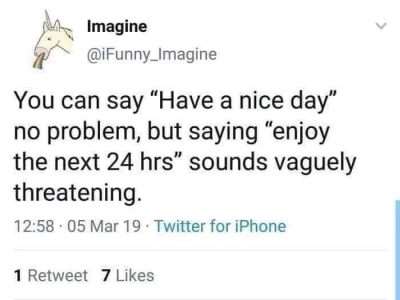 Imagine
@iFunny_Imagine
You can say “Have a nice day”
no problem, but saying “enjoy
the next 24 hrs” sounds vaguely
threatening.
12:58 · 05 Mar 19 · Twitter for iPhone
1 Retweet 7 Likes